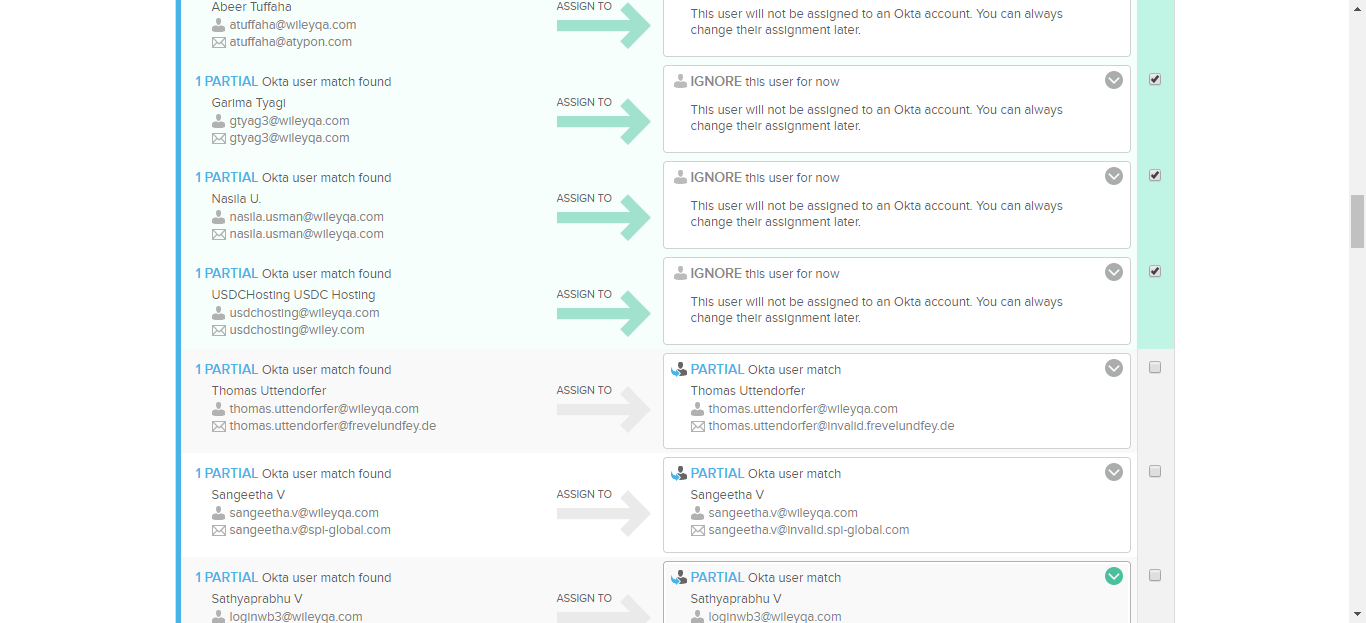 Abeer Tuffaha
atuffaha@wileyqa.com
atuffaha@atypon.com
ASSIGN TO
This user will not be assigned to an Okta account. You can always
change their assignment later.
1 PARTIAL Okta user match found
Garima Tyagi
gtyag3@wileyqa.com
gtyag3@wileyqa.com
ASSIGN TO
IGNORE this user for now
This user will not be assigned to an Okta account. You can always
change their assignment later.
1 PARTIAL Okta user match found
Nasila U.
nasila.usman@wileyqa.com
nasila.usman@wileyqa.com
ASSIGN TO
IGNORE this user for now
This user will not be assigned to an Okta account. You can always
change their assignment later.
1 PARTIAL Okta user match found
USDCHosting USDC Hosting
usdchosting@wileyqa.com
usdchosting@wiley.com
ASSIGN TO
IGNORE this user for now
This user will not be assigned to an Okta account. You can always
change their assignment later.
1 PARTIAL Okta user match found
Thomas Uttendorfer
thomas.uttendorfer@wileyqa.com
thomas.uttendorfer@frevelundfey.de
ASSIGN TO
PARTIAL Okta user match
Thomas Uttendorfer
thomas.uttendorfer@wileyqa.com
thomas.uttendorfer@invalid.frevelundfey.de
1 PARTIAL Okta user match found
Sangeetha V
sangeetha.v@wileyqa.com
sangeetha.v@spi-global.com
ASSIGN TO
PARTIAL Okta user match
Sangeetha V
sangeetha.v@wileyqa.com
sangeetha.v@invalid.spi-global.com
1 PARTIAL Okta user match found
Sathyaprabhu V
loginwb3@wileyqa.com
ASSIGN TO
PARTIAL Okta user match
Sathyaprabhu V
loginwb3@wileyqa.com